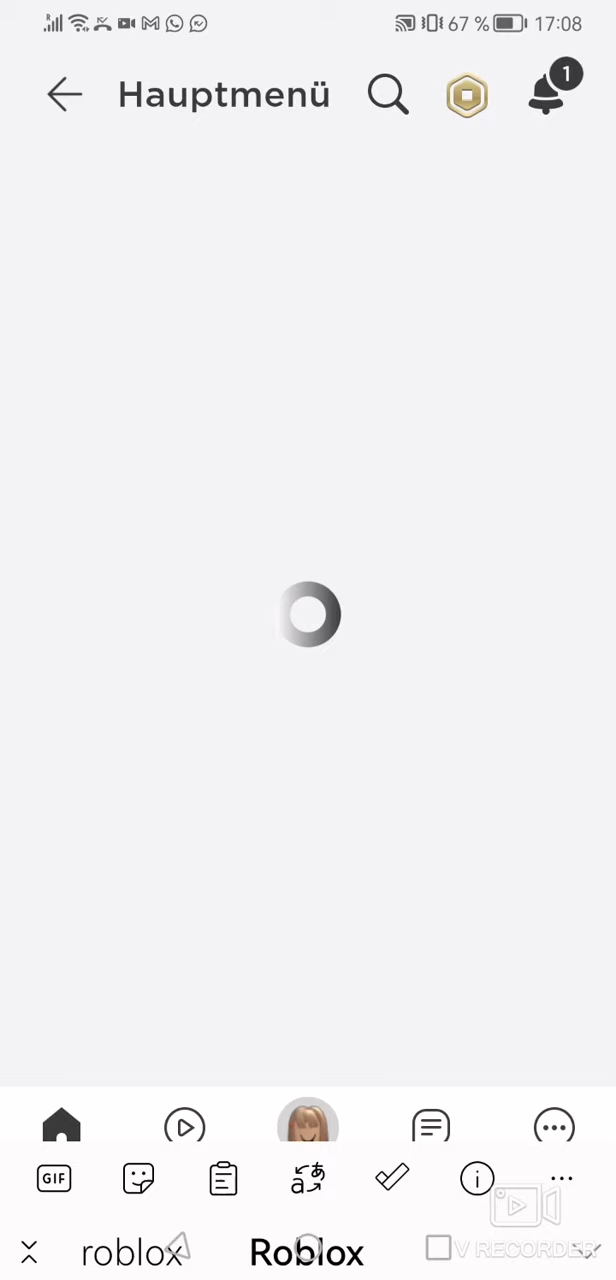 67 % 17:08
Hauptmenü
1
GIF
roblox Roblox
V RECORDER